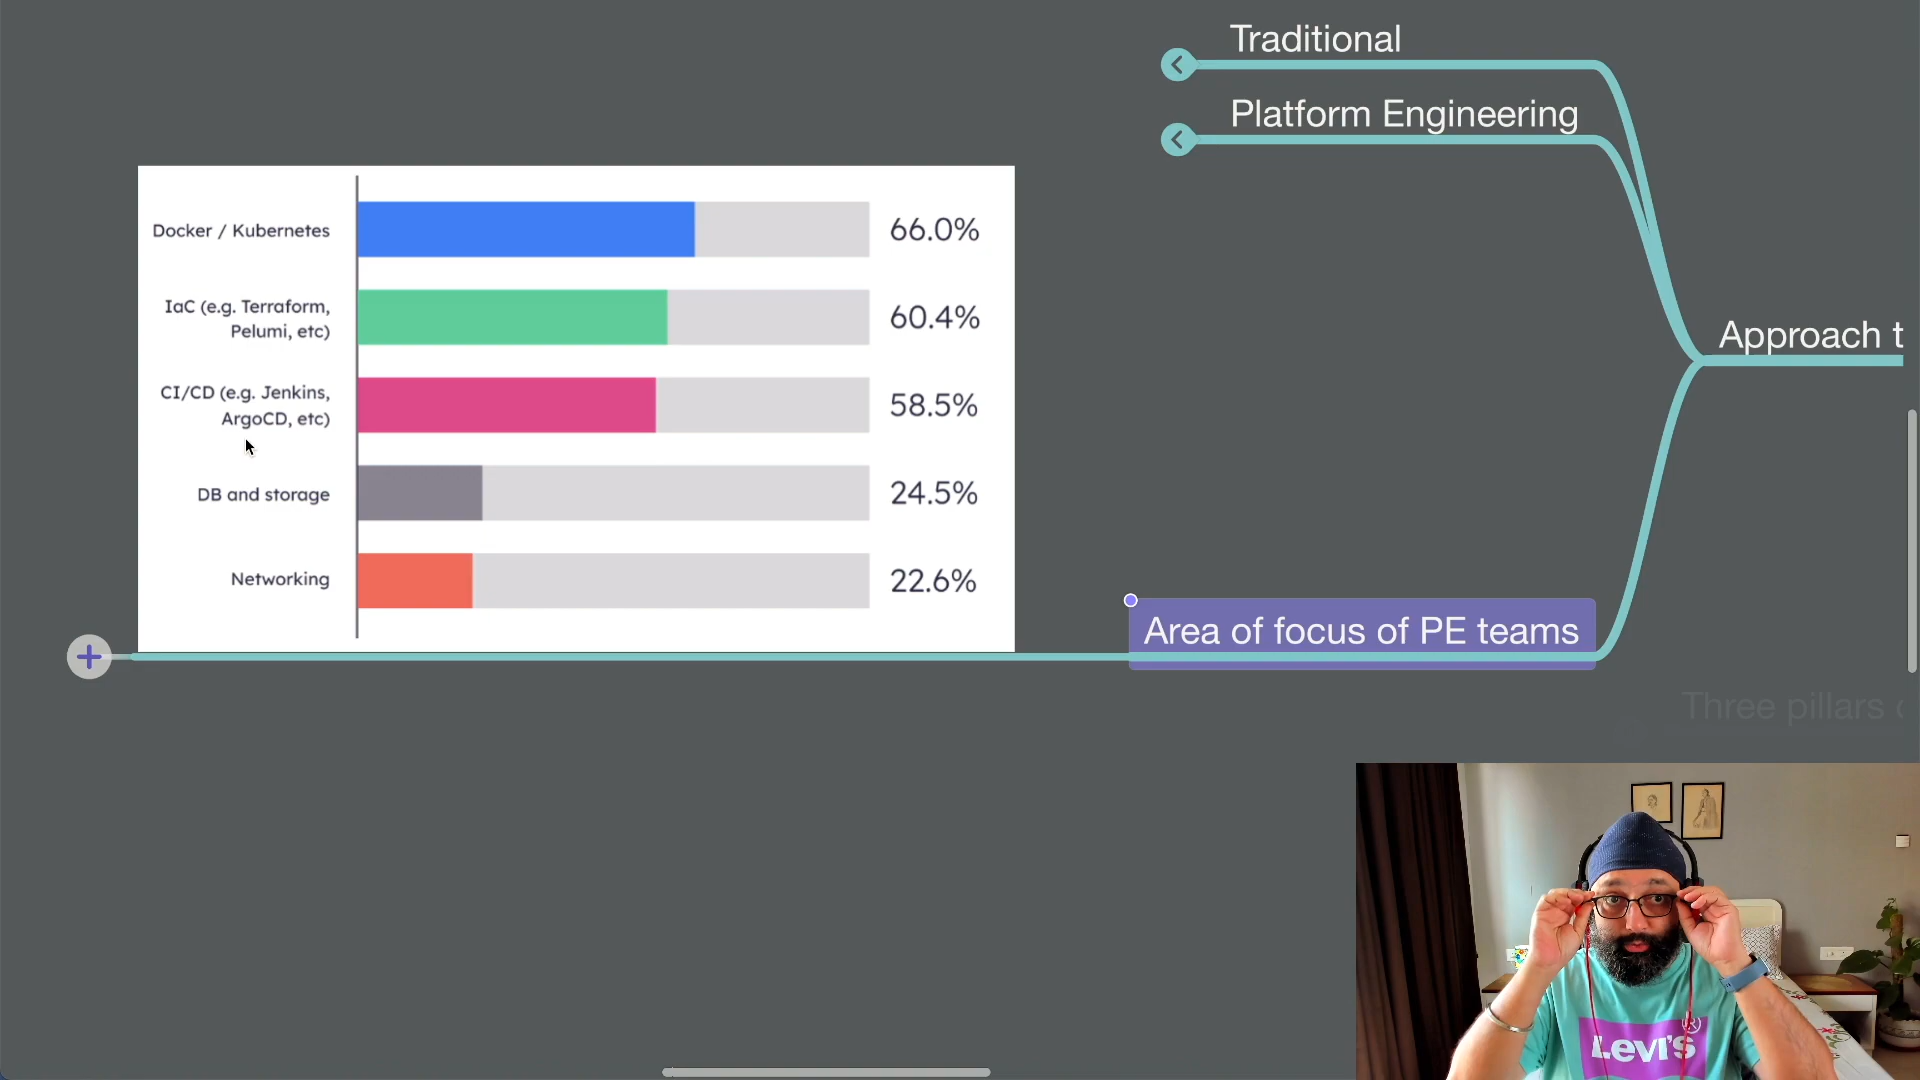 Traditional
Platform Engineering
Docker / Kubernetes
66.0%
IaC (e.g. Terraform,
Pelumi, etc)
60.4%
CI/CD (e.g. Jenkins,
ArgoCD, etc)
58.5%
DB and storage
24.5%
Networking
22.6%
Approach t
Area of focus of PE teams
Three pillars
Levi's
®